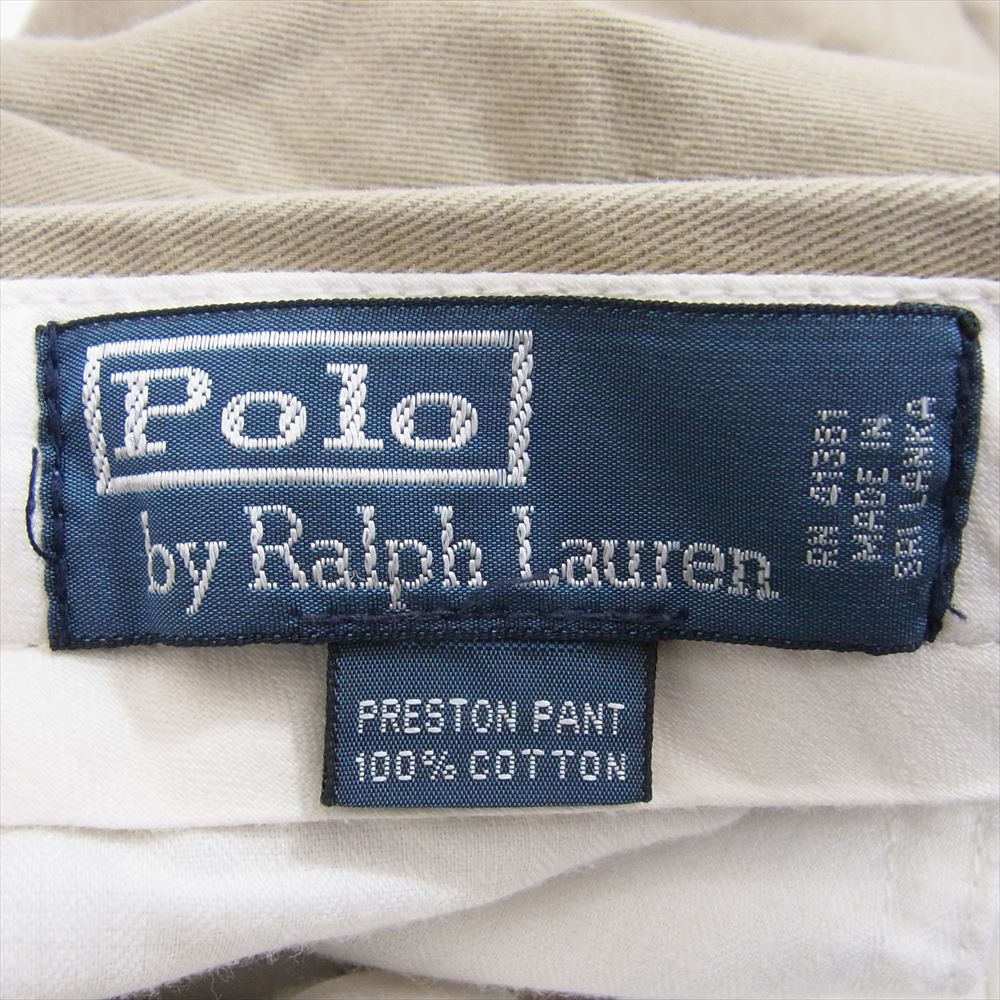 Polo
by Ralph Lauren
RN 41381
MADE IN
SRI LANKA
PRESTON PANT
100% COTTON